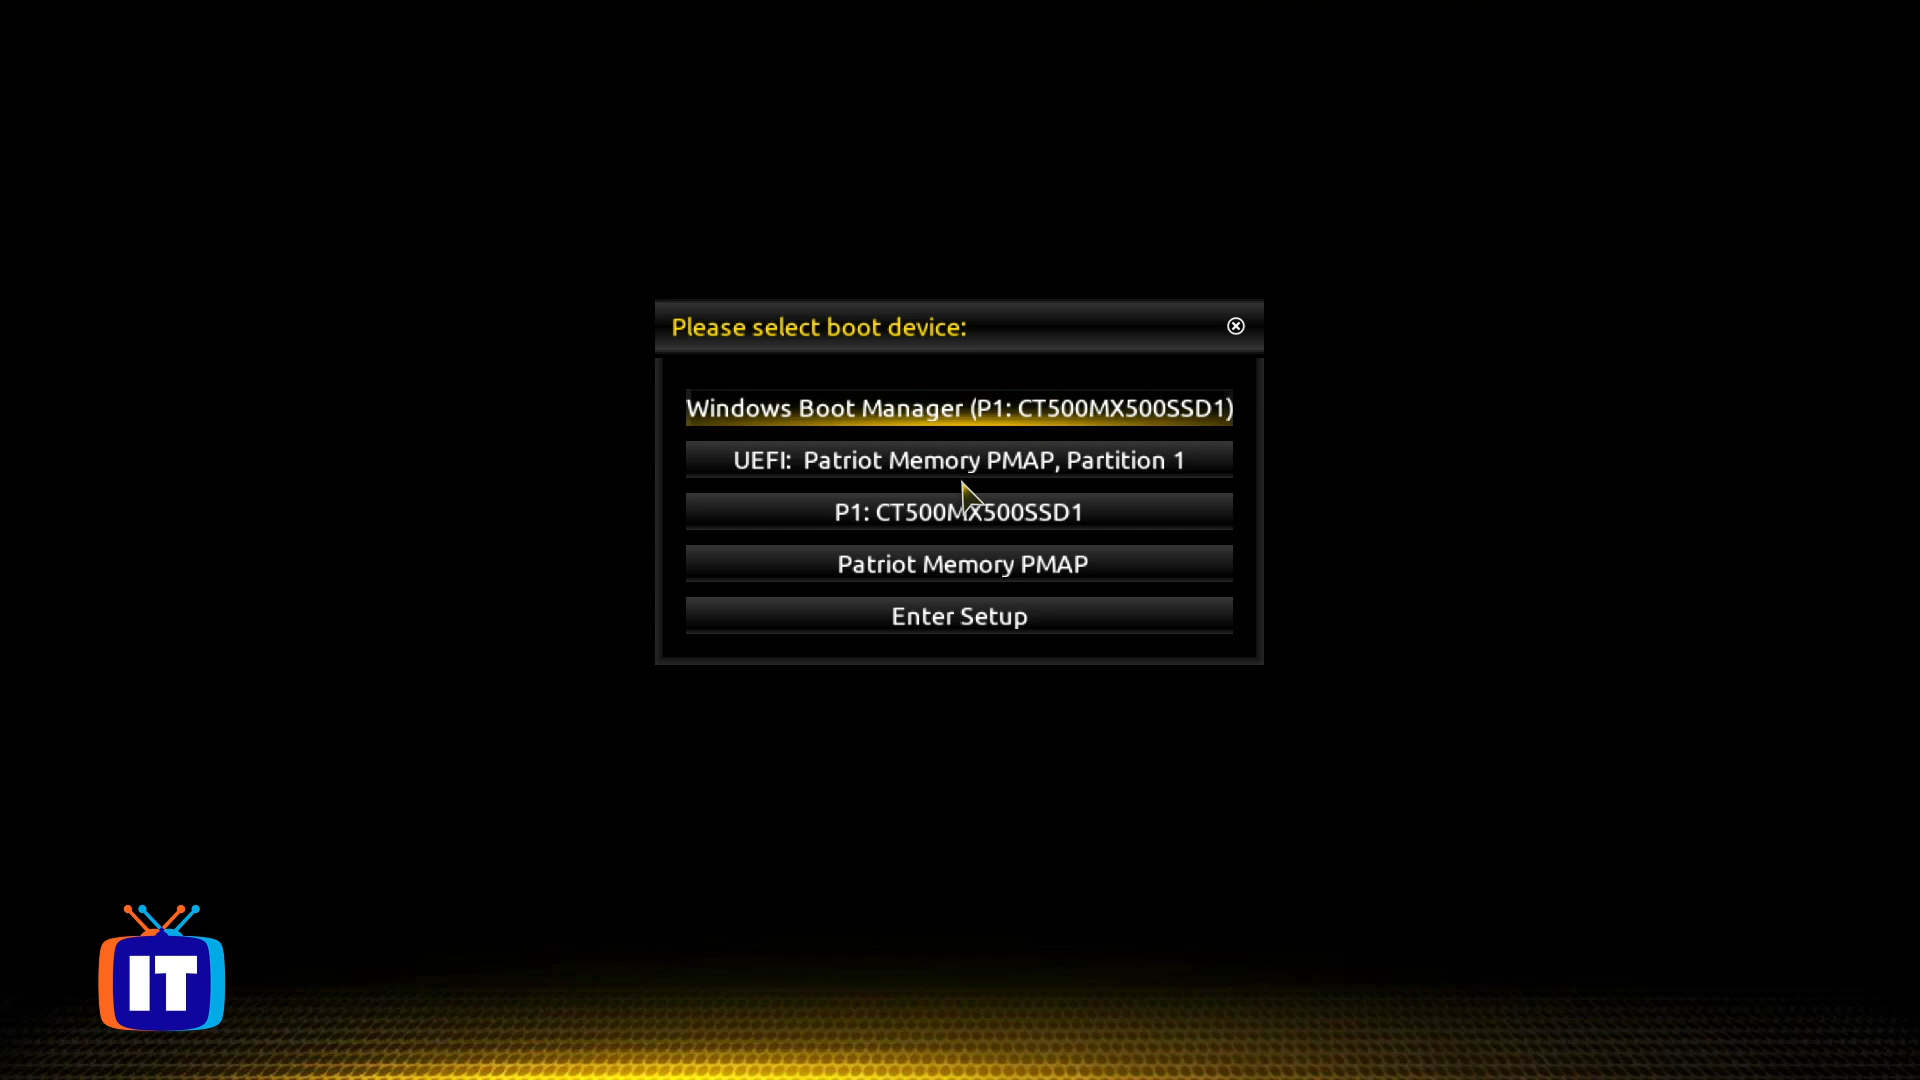 Please select boot device:
Windows Boot Manager (P1: CT500MX500SSD1)
UEFI:  Patriot Memory PMAP, Partition 1
P1: CT500MX500SSD1
Patriot Memory PMAP
Enter Setup
IT